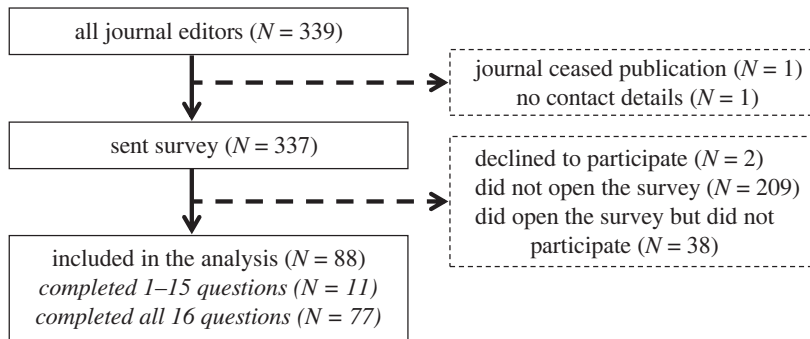 all journal editors (N = 339)
journal ceased publication (N = 1)
no contact details (N = 1)
sent survey (N = 337)
declined to participate (N = 2)
did not open the survey (N = 209)
did open the survey but did not
participate (N = 38)
included in the analysis (N = 88)
completed 1–15 questions (N = 11)
completed all 16 questions (N = 77)